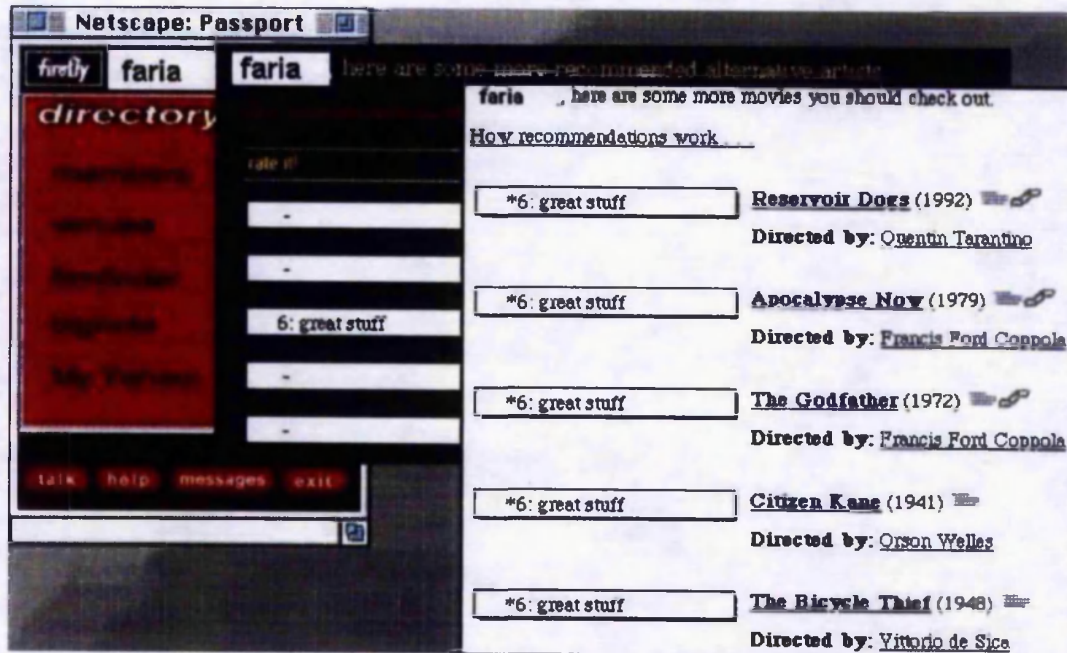 Netscape: Passport
firefly faria
directory
My Forums
talk help messages exit
faria , here are some more recommended alternative artists
rate it!
-
-
6: great stuff
-
-
faria , here are some more movies you should check out.
How recommendations work . . .
*6: great stuff Reservoir Dogs (1992)
Directed by: Quentin Tarantino
*6: great stuff Apocalypse Now (1979)
Directed by: Francis Ford Coppola
*6: great stuff The Godfather (1972)
Directed by: Francis Ford Coppola
*6: great stuff Citizen Kane (1941)
Directed by: Orson Welles
*6: great stuff The Bicycle Thief (1948)
Directed by: Vittorio de Sica